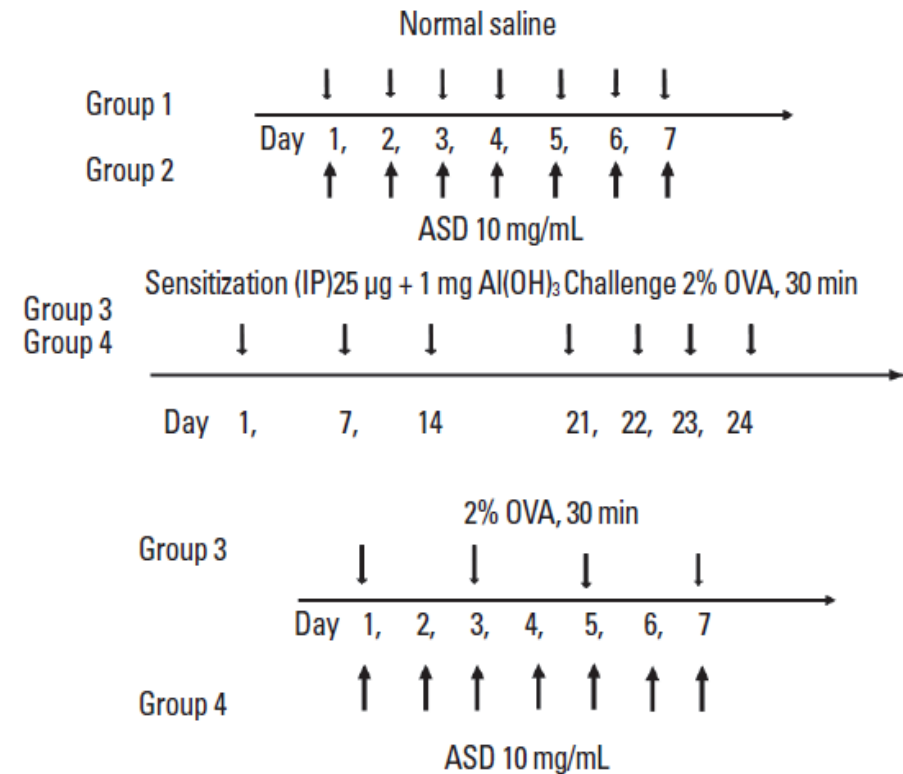 Normal saline
Group 1
Day 1, 2, 3, 4, 5, 6, 7
Group 2
ASD 10 mg/mL
Sensitization (IP)25 µg + 1 mg Al(OH)₃ Challenge 2% OVA, 30 min
Group 3
Group 4
Day 1, 7, 14 21, 22, 23, 24
2% OVA, 30 min
Group 3
Day 1, 2, 3, 4, 5, 6, 7
Group 4
ASD 10 mg/mL